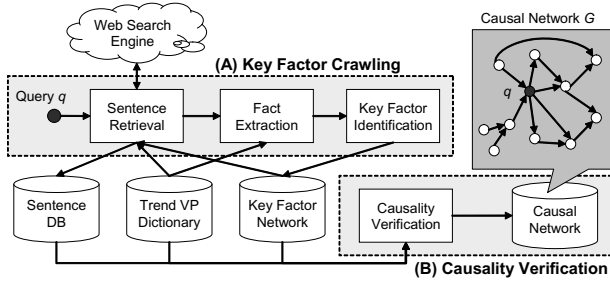 Web Search
Engine
Causal Network G
(A) Key Factor Crawling
Query q
Sentence
Retrieval
Fact
Extraction
Key Factor
Identification
q
Sentence
DB
Trend VP
Dictionary
Key Factor
Network
Causality
Verification
Causal
Network
(B) Causality Verification